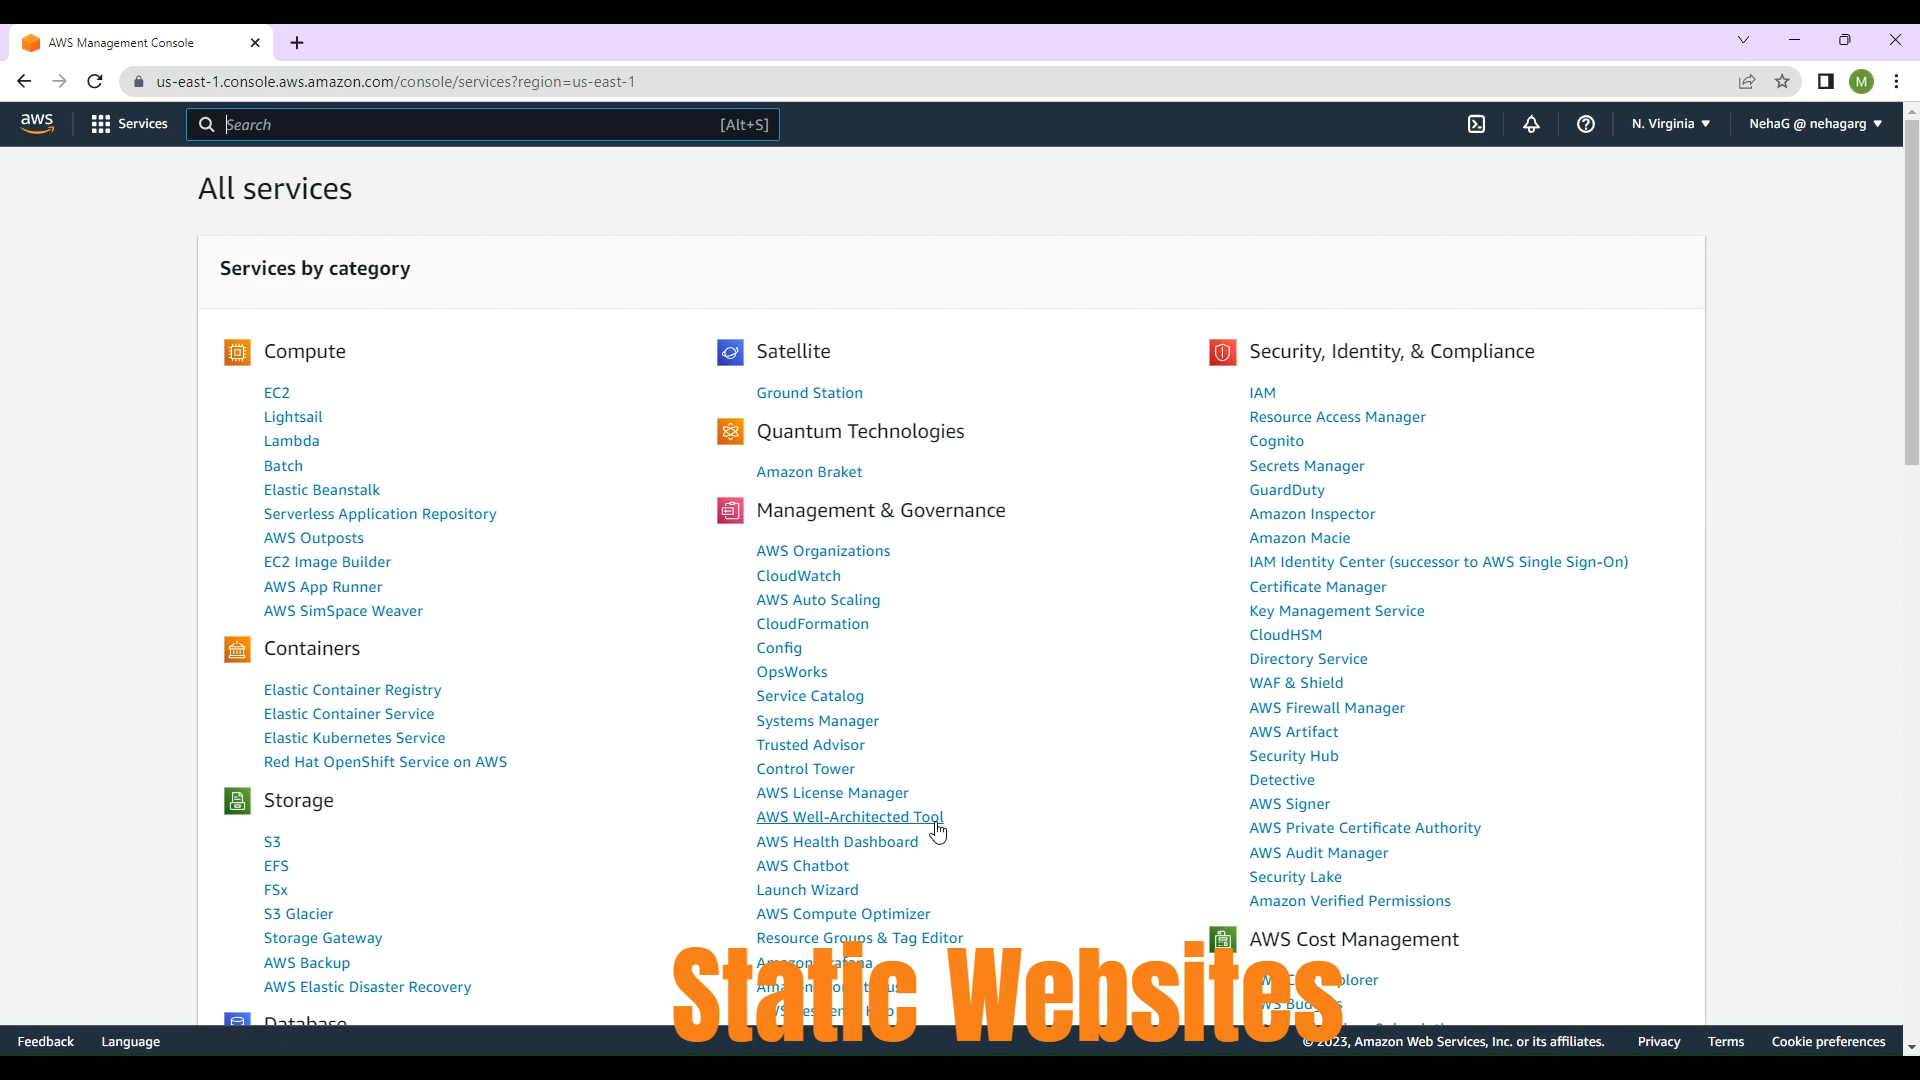 AWS Management Console
us-east-1.console.aws.amazon.com/console/services?region=us-east-1
aws Services Search [Alt+S] N. Virginia NehaG @ nehagarg
M
All services
Services by category
Compute
EC2
Lightsail
Lambda
Batch
Elastic Beanstalk
Serverless Application Repository
AWS Outposts
EC2 Image Builder
AWS App Runner
AWS SimSpace Weaver
Containers
Elastic Container Registry
Elastic Container Service
Elastic Kubernetes Service
Red Hat OpenShift Service on AWS
Storage
S3
EFS
FSx
S3 Glacier
Storage Gateway
AWS Backup
AWS Elastic Disaster Recovery
Database
Satellite
Ground Station
Quantum Technologies
Amazon Braket
Management & Governance
AWS Organizations
CloudWatch
AWS Auto Scaling
CloudFormation
Config
OpsWorks
Service Catalog
Systems Manager
Trusted Advisor
Control Tower
AWS License Manager
AWS Well-Architected Tool
AWS Health Dashboard
AWS Chatbot
Launch Wizard
AWS Compute Optimizer
Resource Groups & Tag Editor
Security, Identity, & Compliance
IAM
Resource Access Manager
Cognito
Secrets Manager
GuardDuty
Amazon Inspector
Amazon Macie
IAM Identity Center (successor to AWS Single Sign-On)
Certificate Manager
Key Management Service
CloudHSM
Directory Service
WAF & Shield
AWS Firewall Manager
AWS Artifact
Security Hub
Detective
AWS Signer
AWS Private Certificate Authority
AWS Audit Manager
Security Lake
Amazon Verified Permissions
AWS Cost Management
Static Websites
Feedback Language © 2023, Amazon Web Services, Inc. or its affiliates. Privacy Terms Cookie preferences